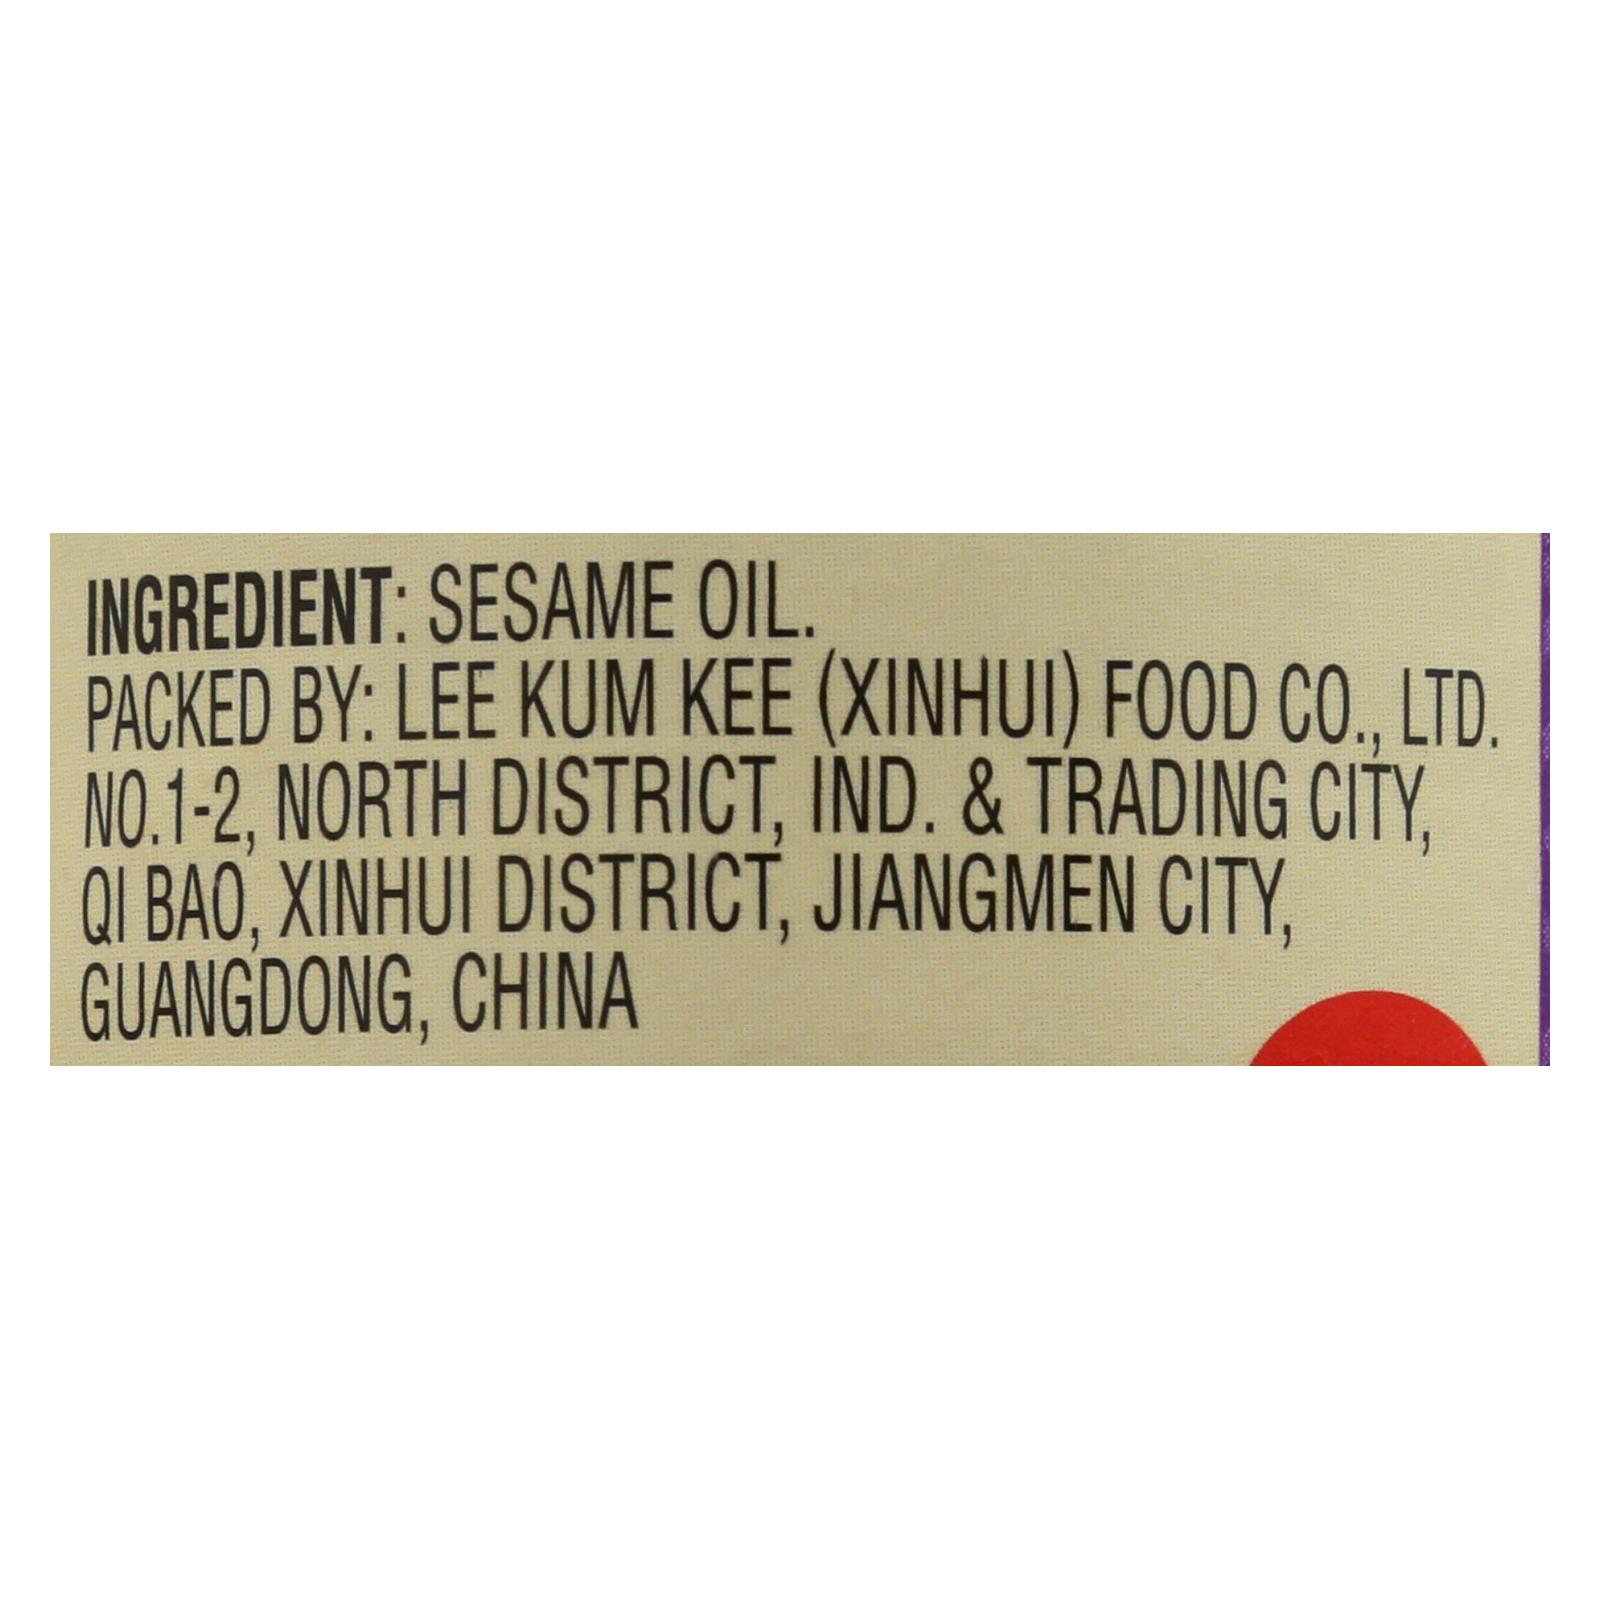 INGREDIENT: SESAME OIL.
PACKED BY: LEE KUM KEE (XINHUI) FOOD CO., LTD.
NO.1-2, NORTH DISTRICT, IND. & TRADING CITY,
QI BAO, XINHUI DISTRICT, JIANGMEN CITY,
GUANGDONG, CHINA